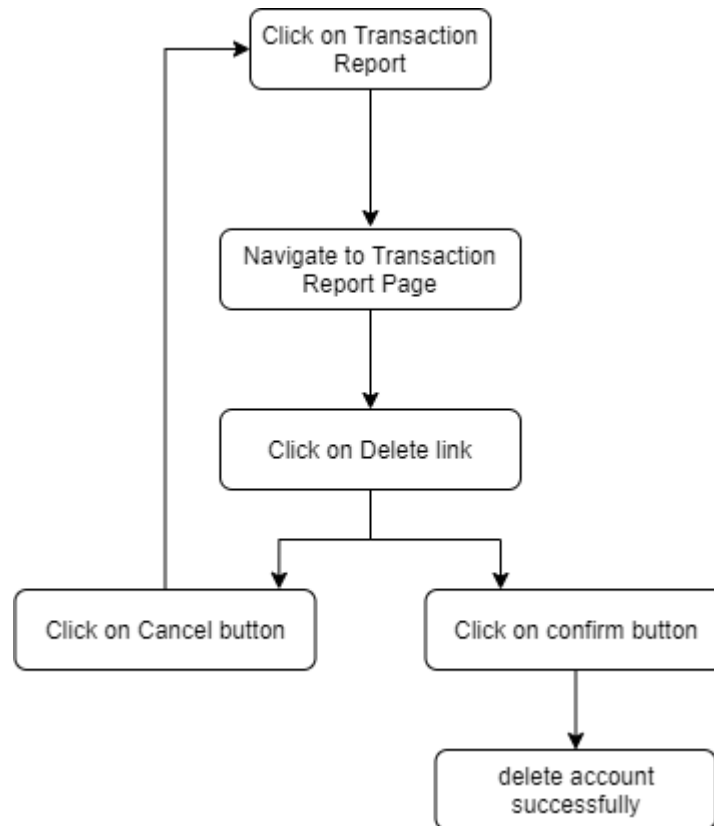 Click on Transaction
Report
Navigate to Transaction
Report Page
Click on Delete link
Click on Cancel button
Click on confirm button
delete account
successfully